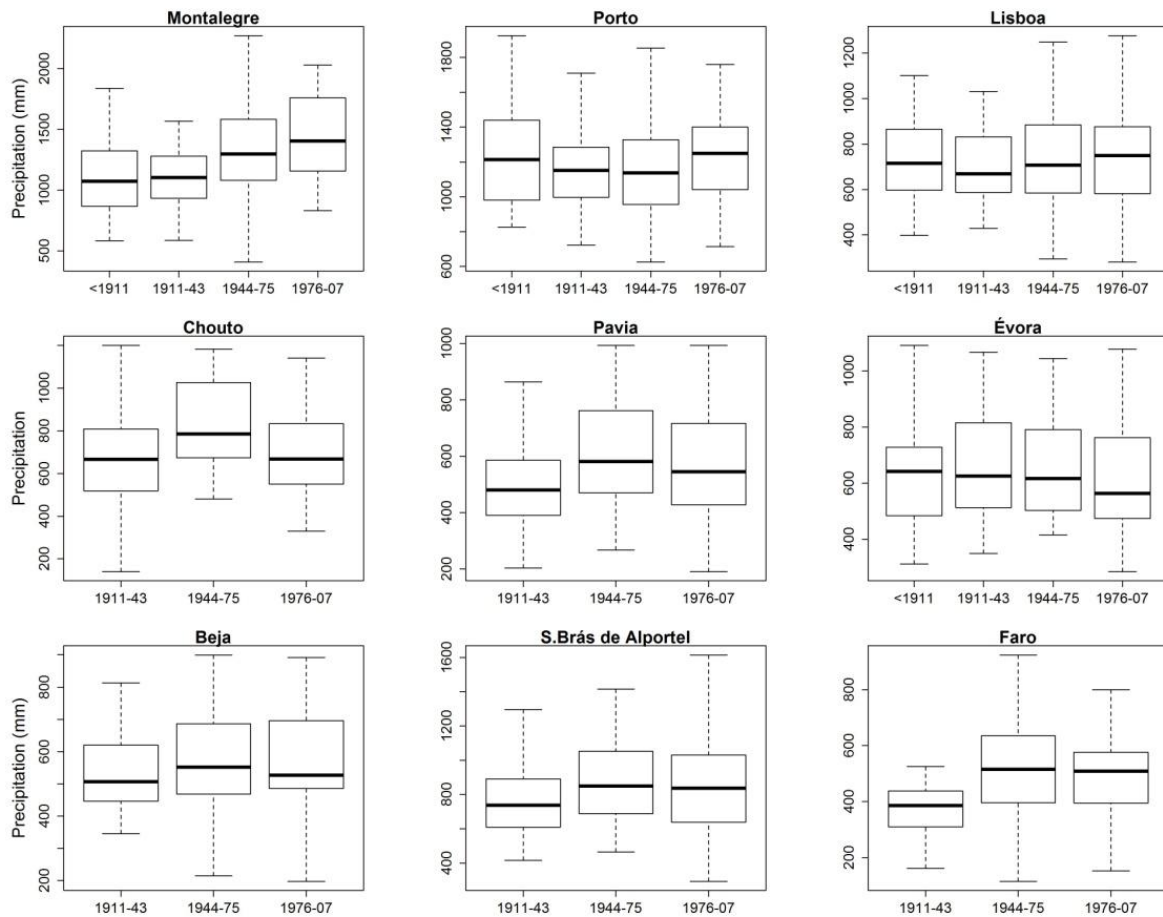 Montalegre Porto Lisboa
Precipitation (mm)
500 1000 1500 2000
600 1000 1400 1800
400 600 800 1000 1200
<1911 1911-43 1944-75 1976-07
<1911 1911-43 1944-75 1976-07
<1911 1911-43 1944-75 1976-07
Chouto Pavia Évora
Precipitation
200 400 600 800 1000
200 400 600 800 1000
400 600 800 1000
1911-43 1944-75 1976-07
1911-43 1944-75 1976-07
<1911 1911-43 1944-75 1976-07
Beja S.Brás de Alportel Faro
Precipitation (mm)
200 400 600 800
400 800 1200 1600
200 400 600 800
1911-43 1944-75 1976-07
1911-43 1944-75 1976-07
1911-43 1944-75 1976-07